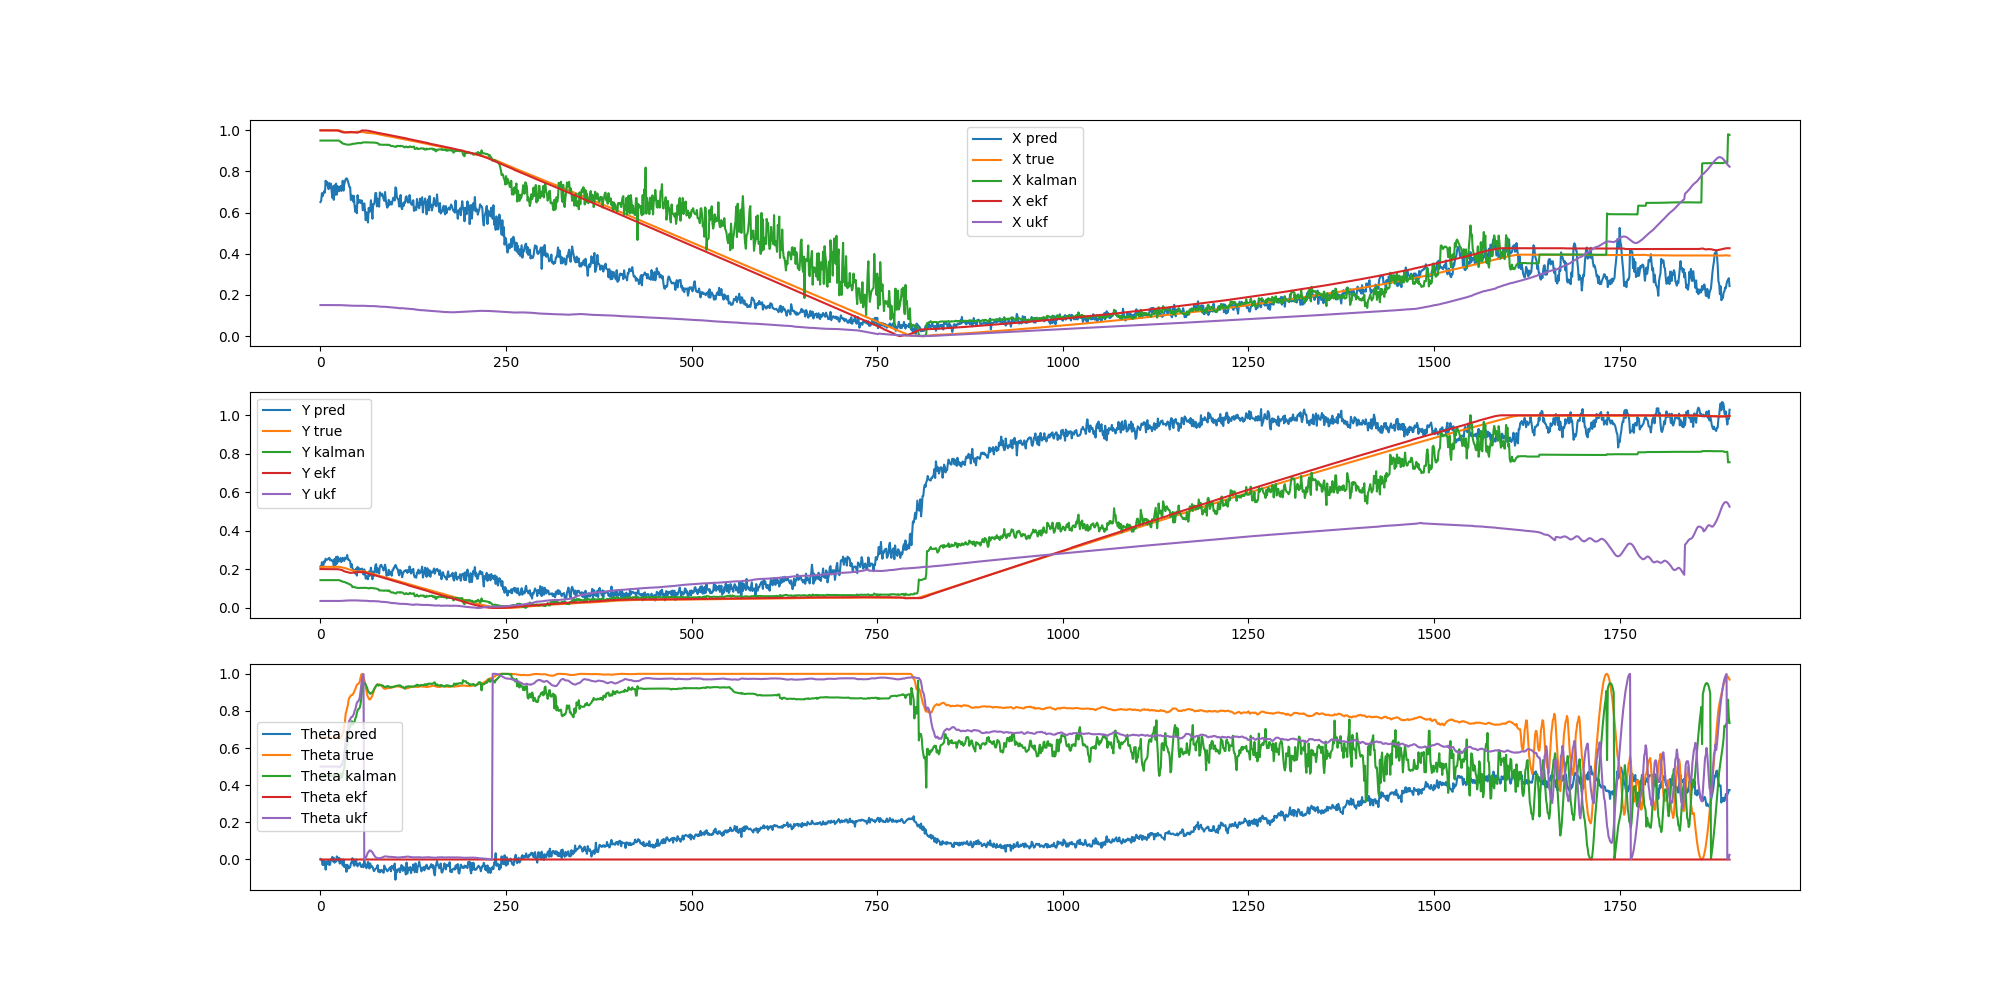 1.0
0.8
0.6
0.4
0.2
0.0
X pred
X true
X kalman
X ekf
X ukf
0 250 500 750 1000 1250 1500 1750
1.0
0.8
0.6
0.4
0.2
0.0
Y pred
Y true
Y kalman
Y ekf
Y ukf
0 250 500 750 1000 1250 1500 1750
1.0
0.8
0.6
0.4
0.2
0.0
Theta pred
Theta true
Theta kalman
Theta ekf
Theta ukf
0 250 500 750 1000 1250 1500 1750